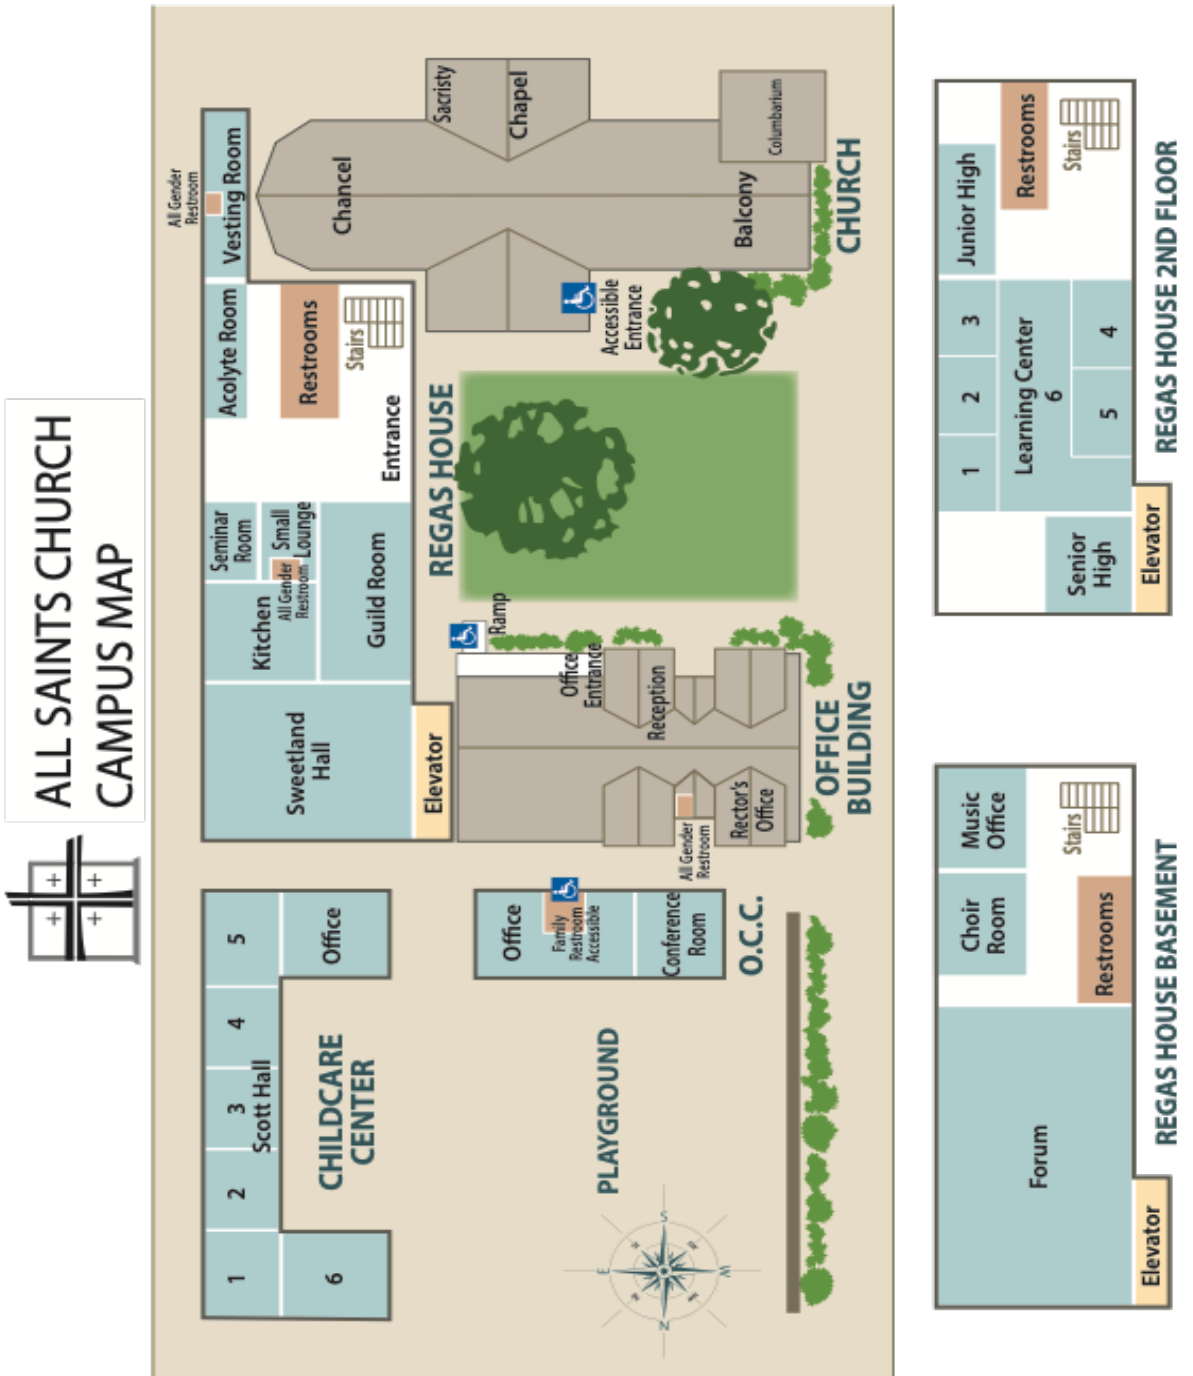 ALL SAINTS CHURCH
CAMPUS MAP
1
2
3
4
5
Scott Hall
6
Office
CHILDCARE
CENTER
PLAYGROUND
N
NE
E
SE
S
SW
W
NW
Office
Family
Restroom
Accessible
Conference
Room
O.C.C.
Sweetland
Hall
Elevator
Kitchen
All Gender
Restroom
Seminar
Room
Small
Lounge
Guild Room
Acolyte Room
Restrooms
Stairs
Entrance
All Gender
Restroom
Vesting Room
REGAS HOUSE
Ramp
Office
Entrance
Reception
All Gender
Restroom
Rector's
Office
OFFICE
BUILDING
Chancel
Sacristy
Chapel
Accessible
Entrance
Balcony
Columbarium
CHURCH
Forum
Choir
Room
Music
Office
Restrooms
Stairs
Elevator
REGAS HOUSE BASEMENT
Senior
High
Elevator
1
2
3
Learning Center
6
5
4
Junior High
Restrooms
Stairs
REGAS HOUSE 2ND FLOOR